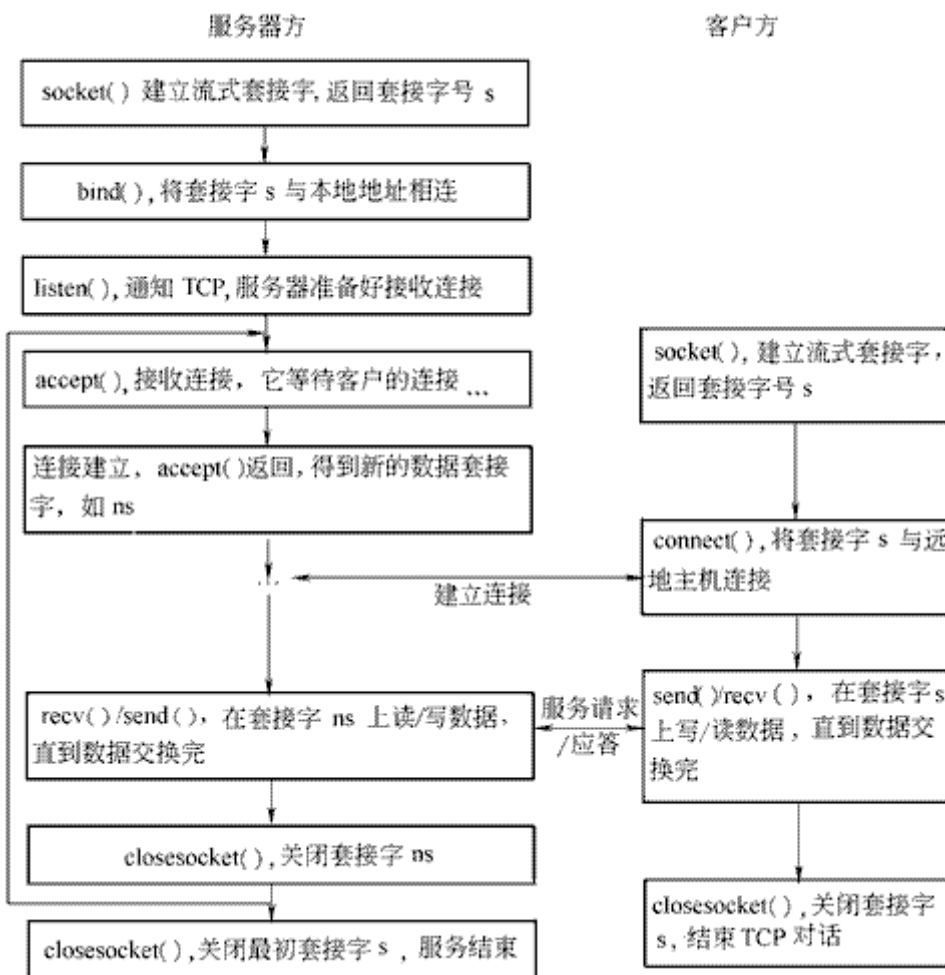 服务器方
客户方
socket() 建立流式套接字,返回套接字号 s
bind(),将套接字 s 与本地地址相连
listen(),通知 TCP,服务器准备好接收连接
accept(),接收连接，它等待客户的连接 ...
连接建立，accept()返回,得到新的数据套接
字，如 ns
...
recv()/send()，在套接字 ns 上读/写数据，
直到数据交换完
closesocket(),关闭套接字 ns
closesocket(),关闭最初套接字 s ，服务结束
建立连接
服务请求
/应答
socket(),建立流式套接字，
返回套接字号 s
connect(),将套接字 s 与远
地主机连接
send()/recv()，在套接字 s
上写/读数据，直到数据交
换完
closesocket(),关闭套接字
s，结束 TCP 对话